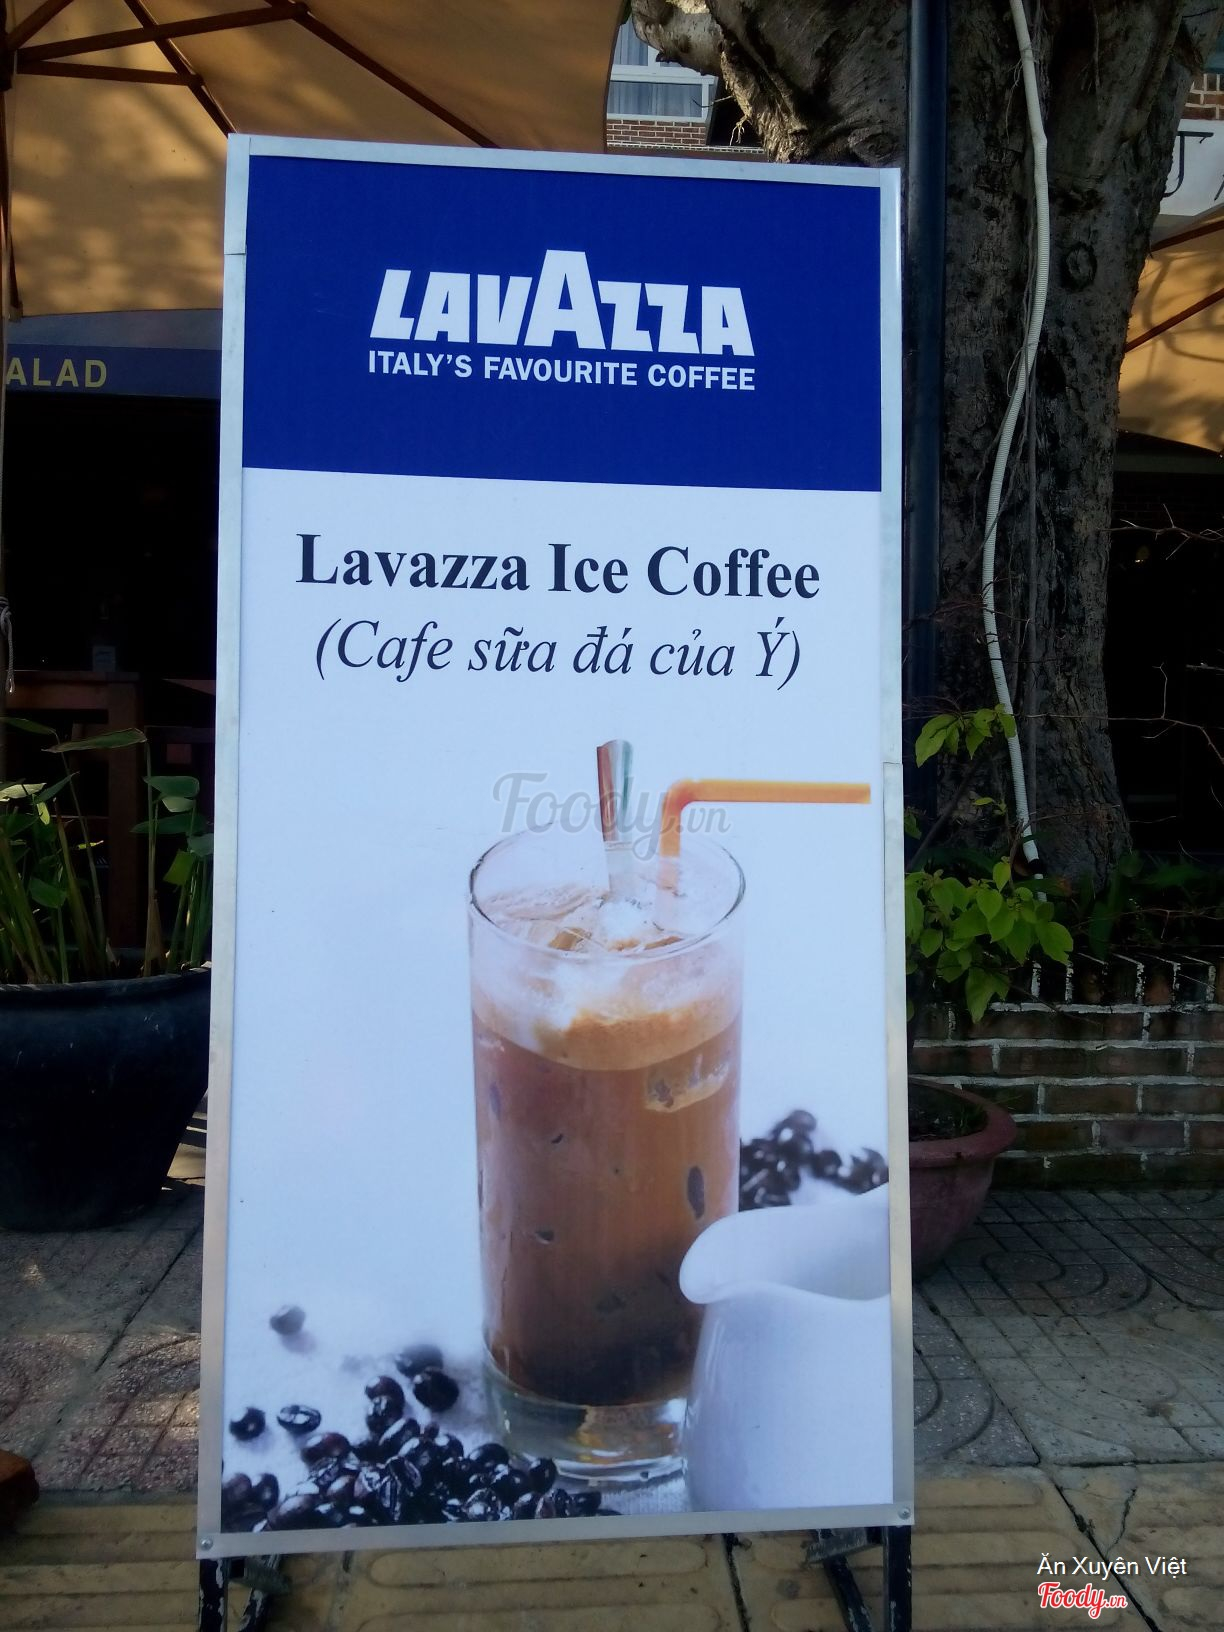 LAVAZZA
ITALY'S FAVOURITE COFFEE
ALAD
Lavazza Ice Coffee
(Cafe sữa đá của Ý)
Foody.vn
Ăn Xuyên Việt
Foody.vn